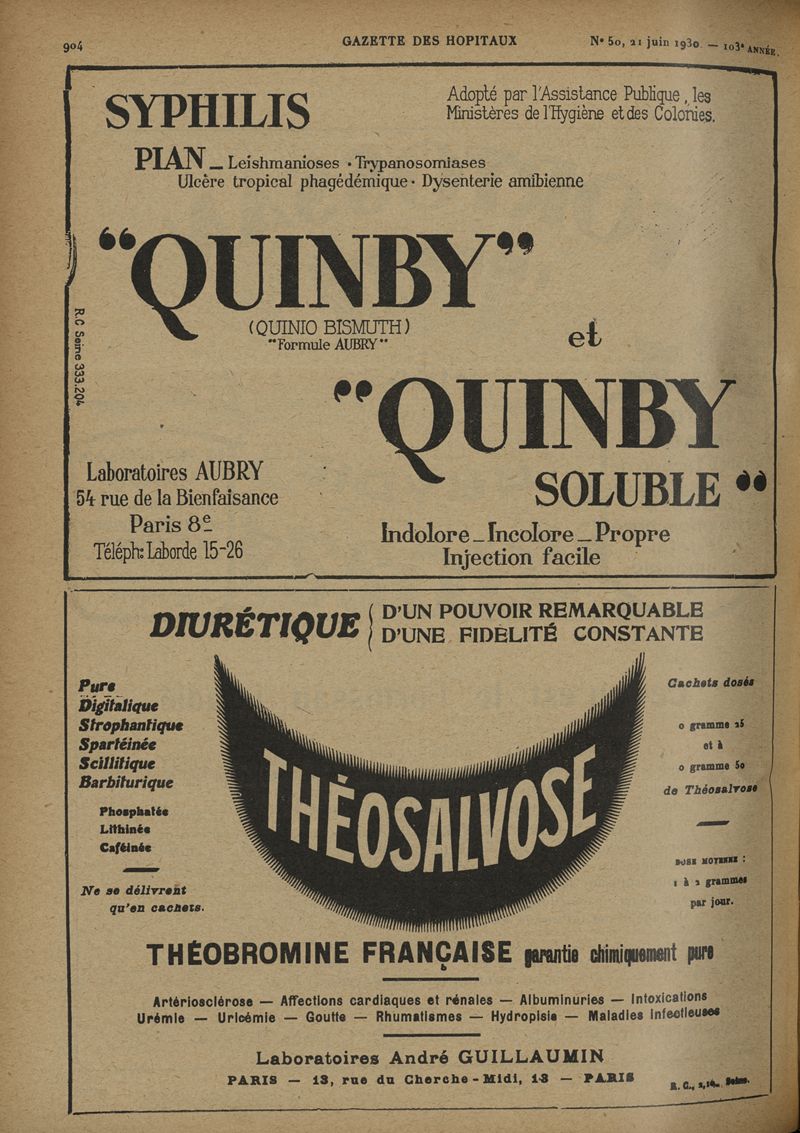 904
GAZETTE DES HOPITAUX
N° 50, 21 juin 1930. — 103e ANNÉE.
SYPHILIS
Adopté par l'Assistance Publique, les
Ministères de l'Hygiène et des Colonies.
PIAN _ Leishmanioses · Trypanosomiases
Ulcère tropical phagédémique · Dysenterie amibienne
“QUINBY”
(QUINIO BISMUTH)
“Formule AUBRY”
et
“QUINBY
SOLUBLE”
R.C Seine 333.204
Laboratoires AUBRY
54 rue de la Bienfaisance
Paris 8e
Téléph: Laborde 15-26
Indolore _ Incolore _ Propre
Injection facile
DIURÉTIQUE
D'UN POUVOIR REMARQUABLE
D'UNE FIDÉLITÉ CONSTANTE
Pure
Digitalique
Strophantique
Spartéinée
Scillitique
Barbiturique
Phosphatée
Lithinée
Caféinée
Ne se délivrent
qu'en cachets.
THÉOSALVOSE
Cachets dosés
0 gramme 25
et à
0 gramme 50
de Théosalvose
DOSE MOYENNE :
1 à 2 grammes
par jour.
THÉOBROMINE FRANÇAISE garantie chimiquement pure
Artériosclérose — Affections cardiaques et rénales — Albuminuries — Intoxications
Urémie — Uricémie — Goutte — Rhumatismes — Hydropisie — Maladies infectieuses
Laboratoires André GUILLAUMIN
PARIS — 13, rue du Cherche-Midi, 13 — PARIS
R. C., Seine.